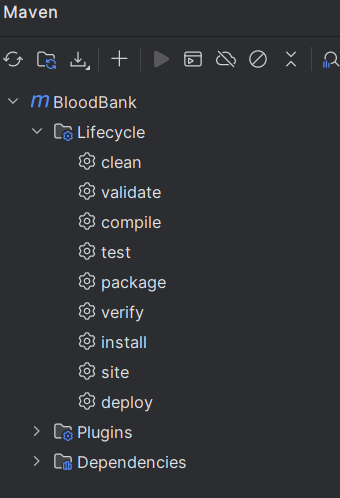 Maven
m BloodBank
Lifecycle
clean
validate
compile
test
package
verify
install
site
deploy
Plugins
Dependencies